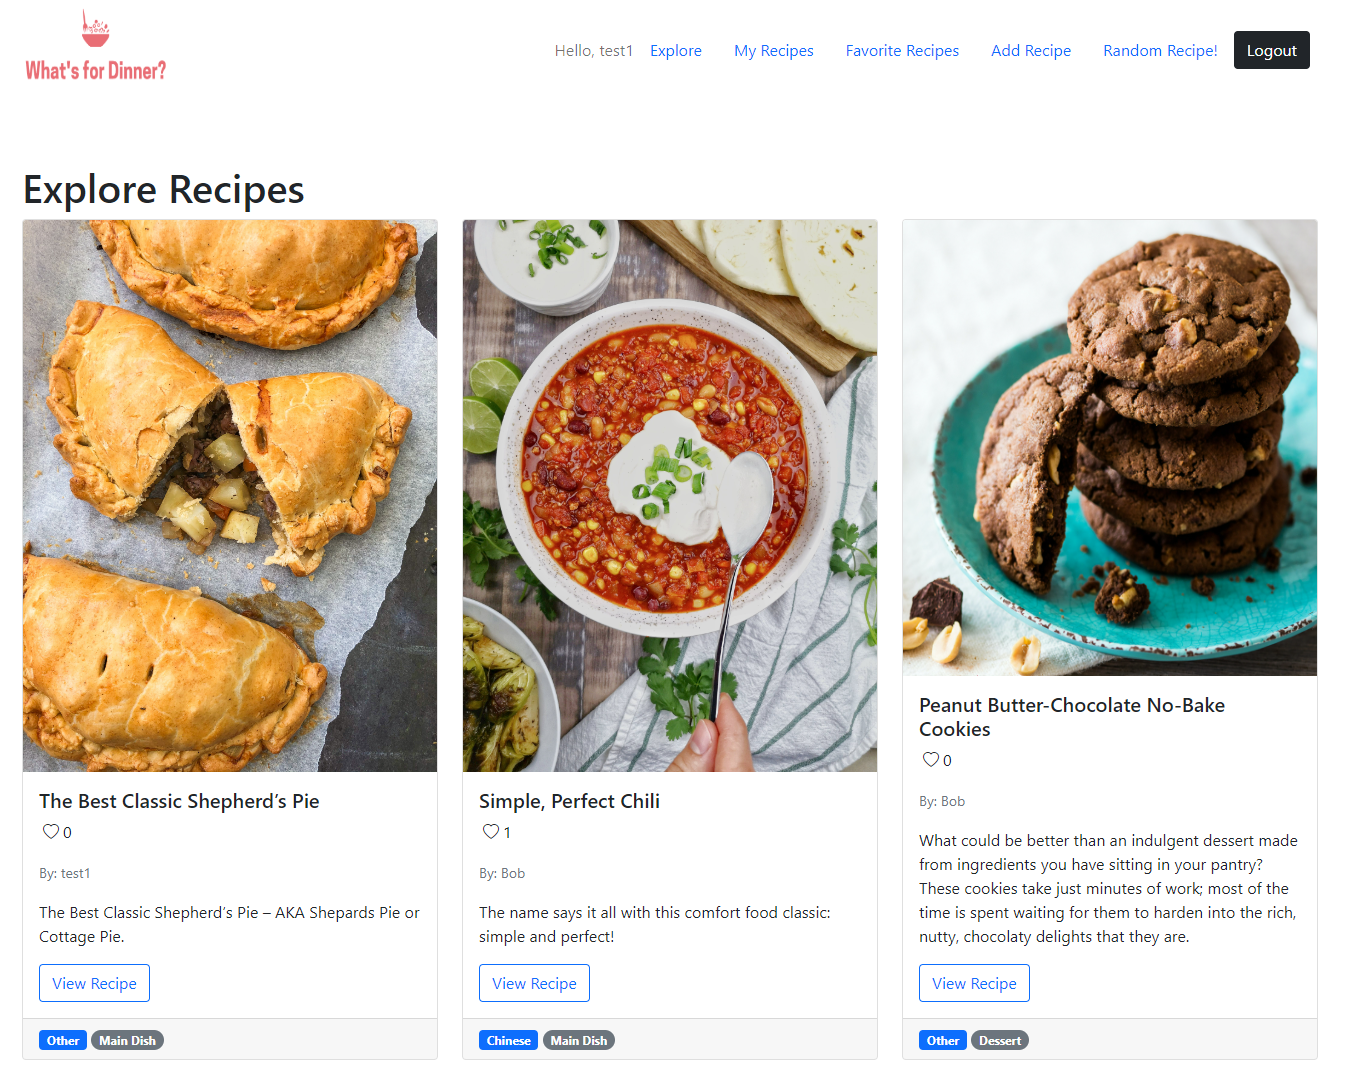 What's for Dinner?
Hello, test1 Explore My Recipes Favorite Recipes Add Recipe Random Recipe! Logout
Explore Recipes
The Best Classic Shepherd’s Pie
0
By: test1
The Best Classic Shepherd’s Pie – AKA Shepards Pie or
Cottage Pie.
View Recipe
Other Main Dish
Simple, Perfect Chili
1
By: Bob
The name says it all with this comfort food classic:
simple and perfect!
View Recipe
Chinese Main Dish
Peanut Butter-Chocolate No-Bake
Cookies
0
By: Bob
What could be better than an indulgent dessert made
from ingredients you have sitting in your pantry?
These cookies take just minutes of work; most of the
time is spent waiting for them to harden into the rich,
nutty, chocolaty delights that they are.
View Recipe
Other Dessert